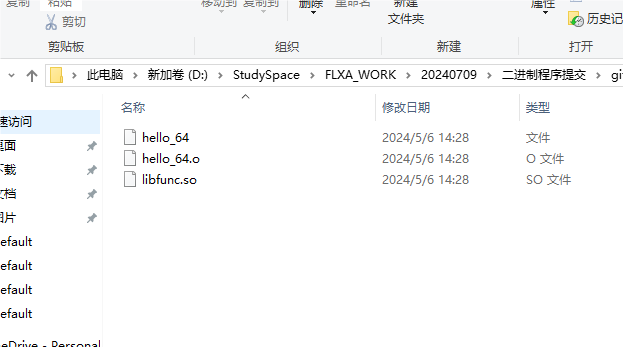 复制 粘贴 移动到 复制到 删除 重命名 新建 属性
剪切 文件夹 历史记
剪贴板 组织 新建 打开
此电脑 新加卷 (D:) StudySpace FLXA_WORK 20240709 二进制程序提交 gi
名称 修改日期 类型
速访问
hello_64 2024/5/6 14:28 文件
桌面
hello_64.o 2024/5/6 14:28 O 文件
下载
libfunc.so 2024/5/6 14:28 SO 文件
文档
图片
efault
efault
efault
efault
eDrive - Personal